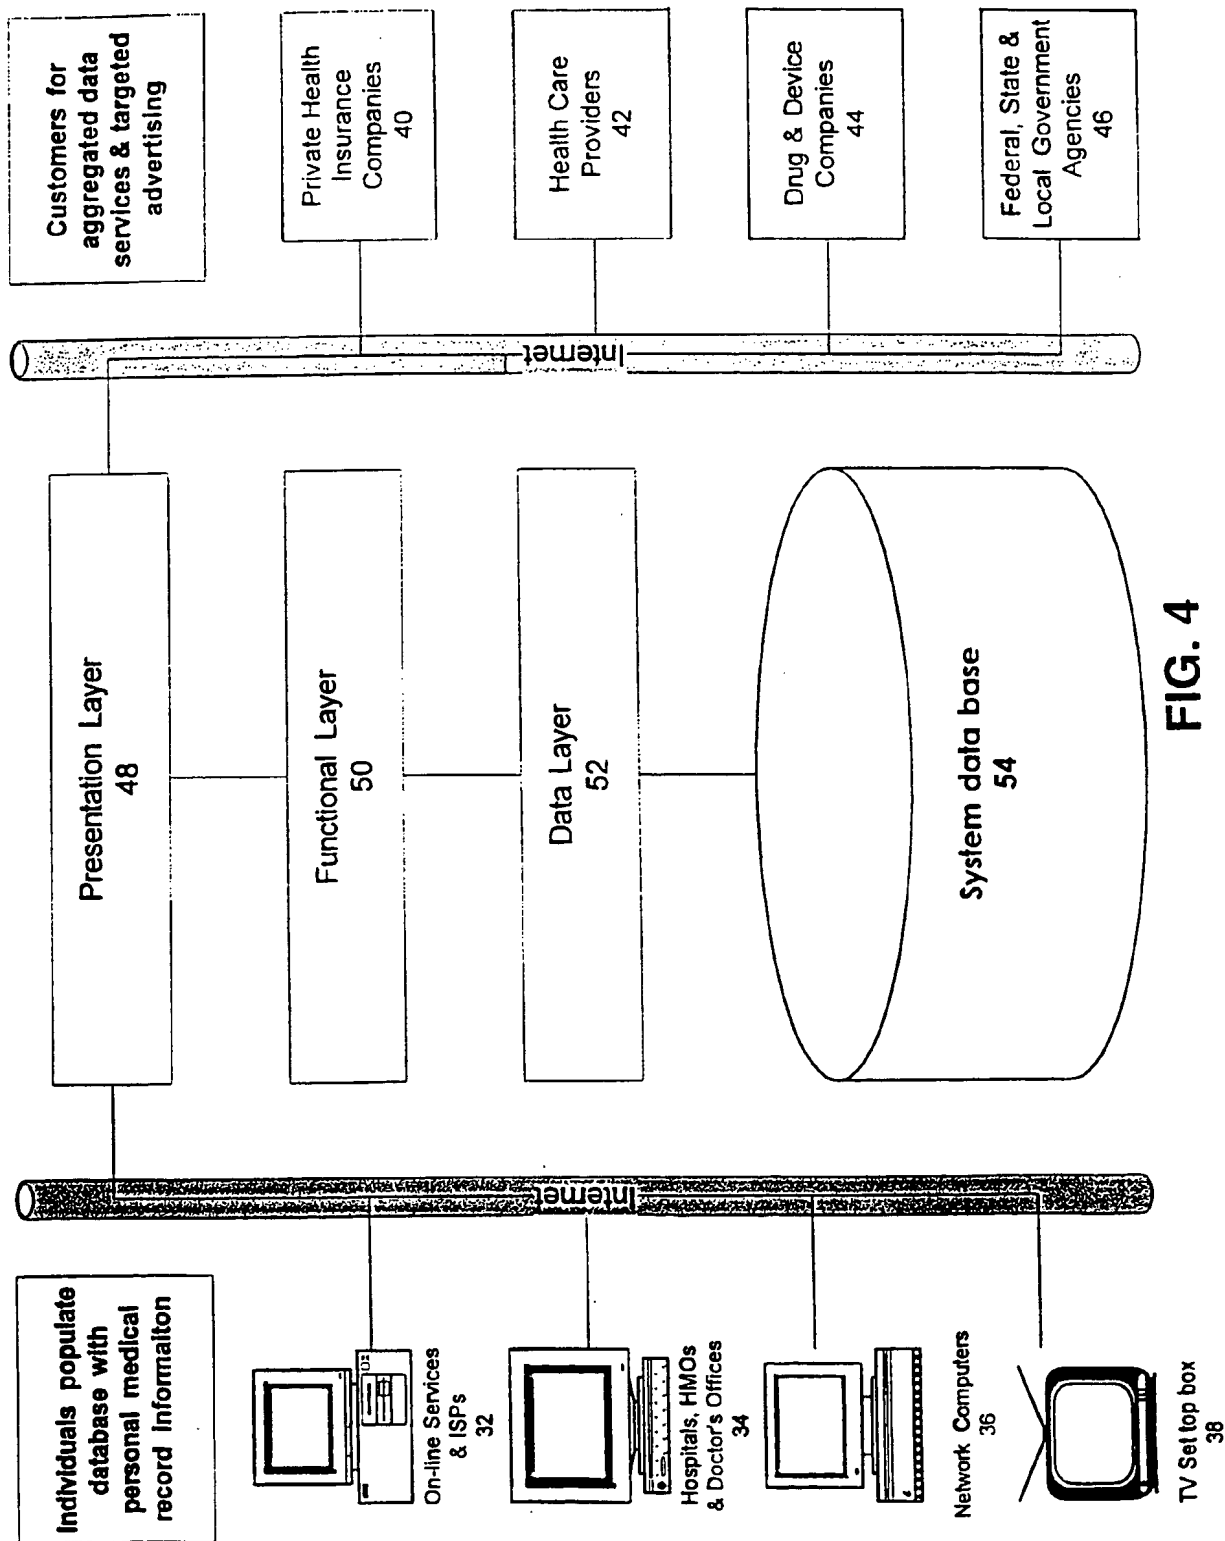 Individuals populate
database with
personal medical
record informaiton
On-line Services
& ISPs
32
Hospitals, HMOs
& Doctor's Offices
34
Network Computers
36
TV Set top box
38
Internet
Presentation Layer
48
Functional Layer
50
Data Layer
52
System data base
54
Internet
Customers for
aggregated data
services & targeted
advertising
Private Health
Insurance
Companies
40
Health Care
Providers
42
Drug & Device
Companies
44
Federal, State &
Local Government
Agencies
46
FIG. 4